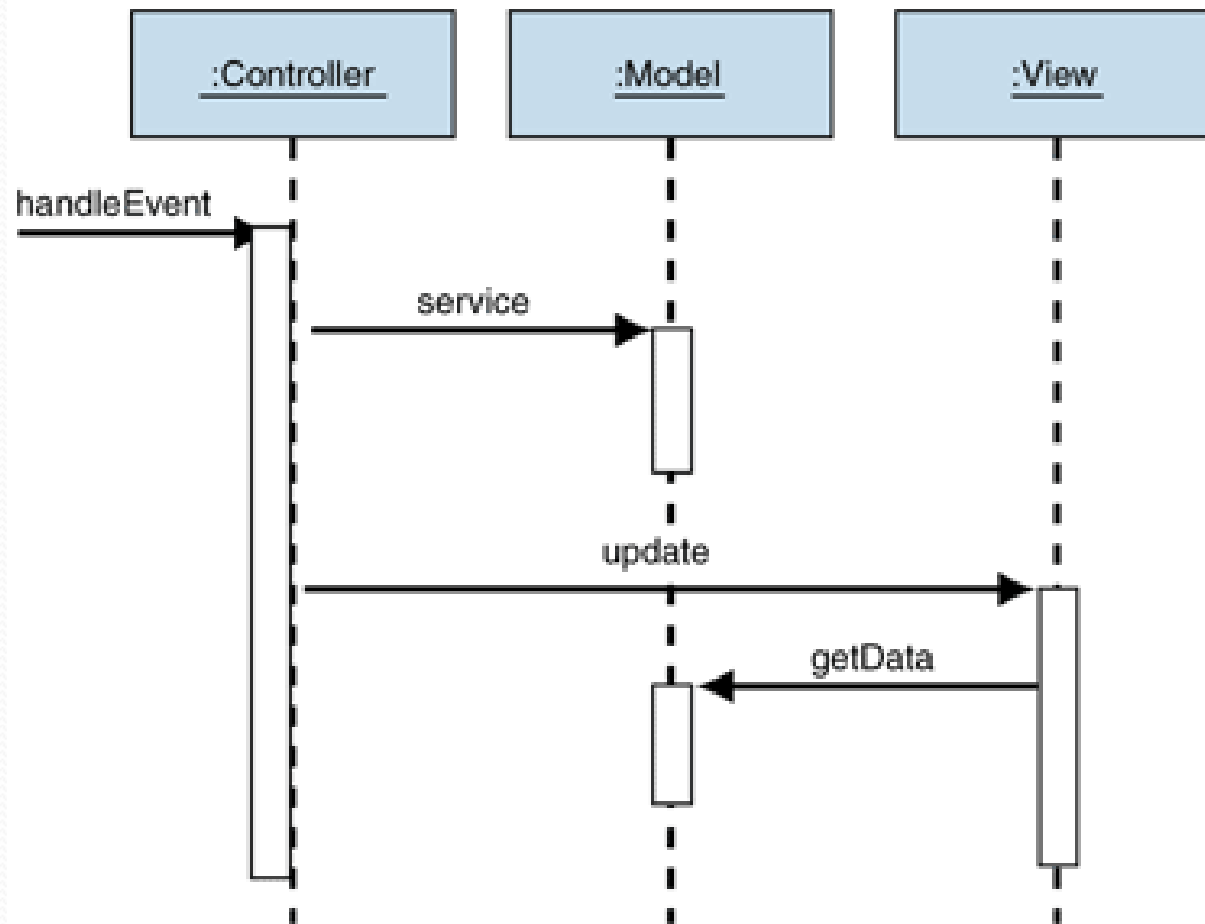 :Controller
:Model
:View
handleEvent
service
update
getData